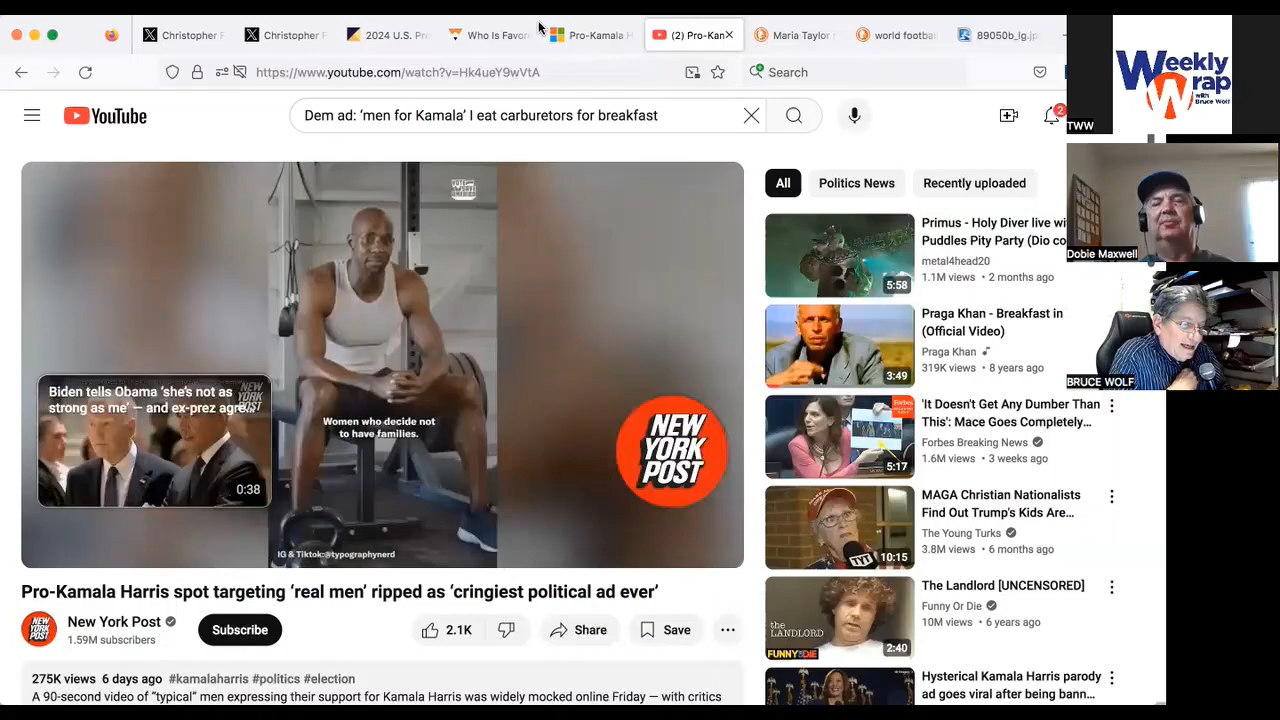 Christopher F
Christopher F
2024 U.S. Pre
Who Is Favor
Pro-Kamala H
(2) Pro-Kan
Maria Taylor r
world footbal
89050b_lg.jp
https://www.youtube.com/watch?v=Hk4ueY9wVtA
Search
YouTube
Dem ad: ‘men for Kamala’ I eat carburetors for breakfast
2
Weekly
Wrap
with
Bruce Wolf
TWW
Dobie Maxwell
BRUCE WOLF
Biden tells Obama ‘she’s not as
strong as me’ — and ex-prez agre...
0:38
Women who decide not
to have families.
IG & Tiktok:@typographynerd
NEW
YORK
POST
All
Politics News
Recently uploaded
Primus - Holy Diver live wi
Puddles Pity Party (Dio co
metal4head20
1.1M views • 2 months ago
5:58
Praga Khan - Breakfast in
(Official Video)
Praga Khan
319K views • 8 years ago
3:49
'It Doesn't Get Any Dumber Than
This': Mace Goes Completely...
Forbes Breaking News
1.6M views • 3 weeks ago
Forbes
5:17
MAGA Christian Nationalists
Find Out Trump's Kids Are...
The Young Turks
3.8M views • 6 months ago
TYT
10:15
The Landlord [UNCENSORED]
Funny Or Die
10M views • 6 years ago
THE
LANDLORD
FUNNY DIE
2:40
Hysterical Kamala Harris parody
ad goes viral after being bann...
Pro-Kamala Harris spot targeting ‘real men’ ripped as ‘cringiest political ad ever’
NEW
YORK
POST
New York Post
1.59M subscribers
Subscribe
2.1K
Share
Save
275K views 6 days ago #kamalaharris #politics #election
A 90-second video of “typical” men expressing their support for Kamala Harris was widely mocked online Friday — with critics